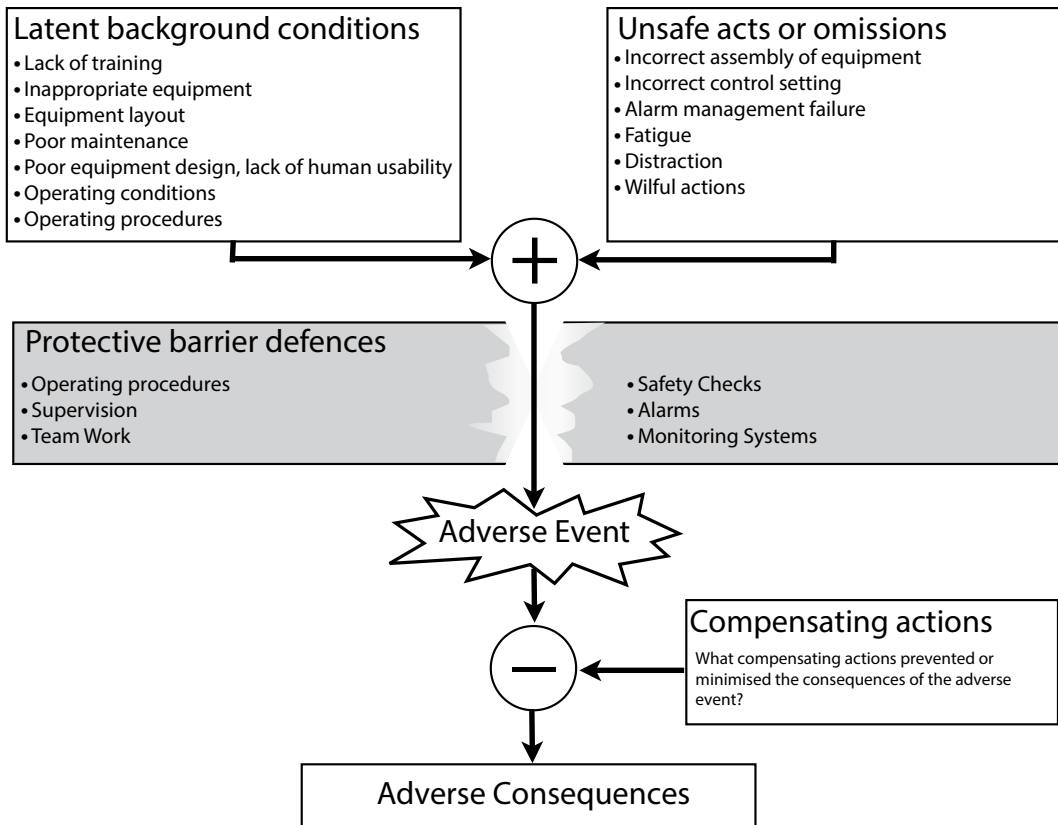 Latent background conditions
• Lack of training
• Inappropriate equipment
• Equipment layout
• Poor maintenance
• Poor equipment design, lack of human usability
• Operating conditions
• Operating procedures
Unsafe acts or omissions
• Incorrect assembly of equipment
• Incorrect control setting
• Alarm management failure
• Fatigue
• Distraction
• Wilful actions
+
Protective barrier defences
• Operating procedures
• Supervision
• Team Work
• Safety Checks
• Alarms
• Monitoring Systems
Adverse Event
−
Compensating actions
What compensating actions prevented or
minimised the consequences of the adverse
event?
Adverse Consequences